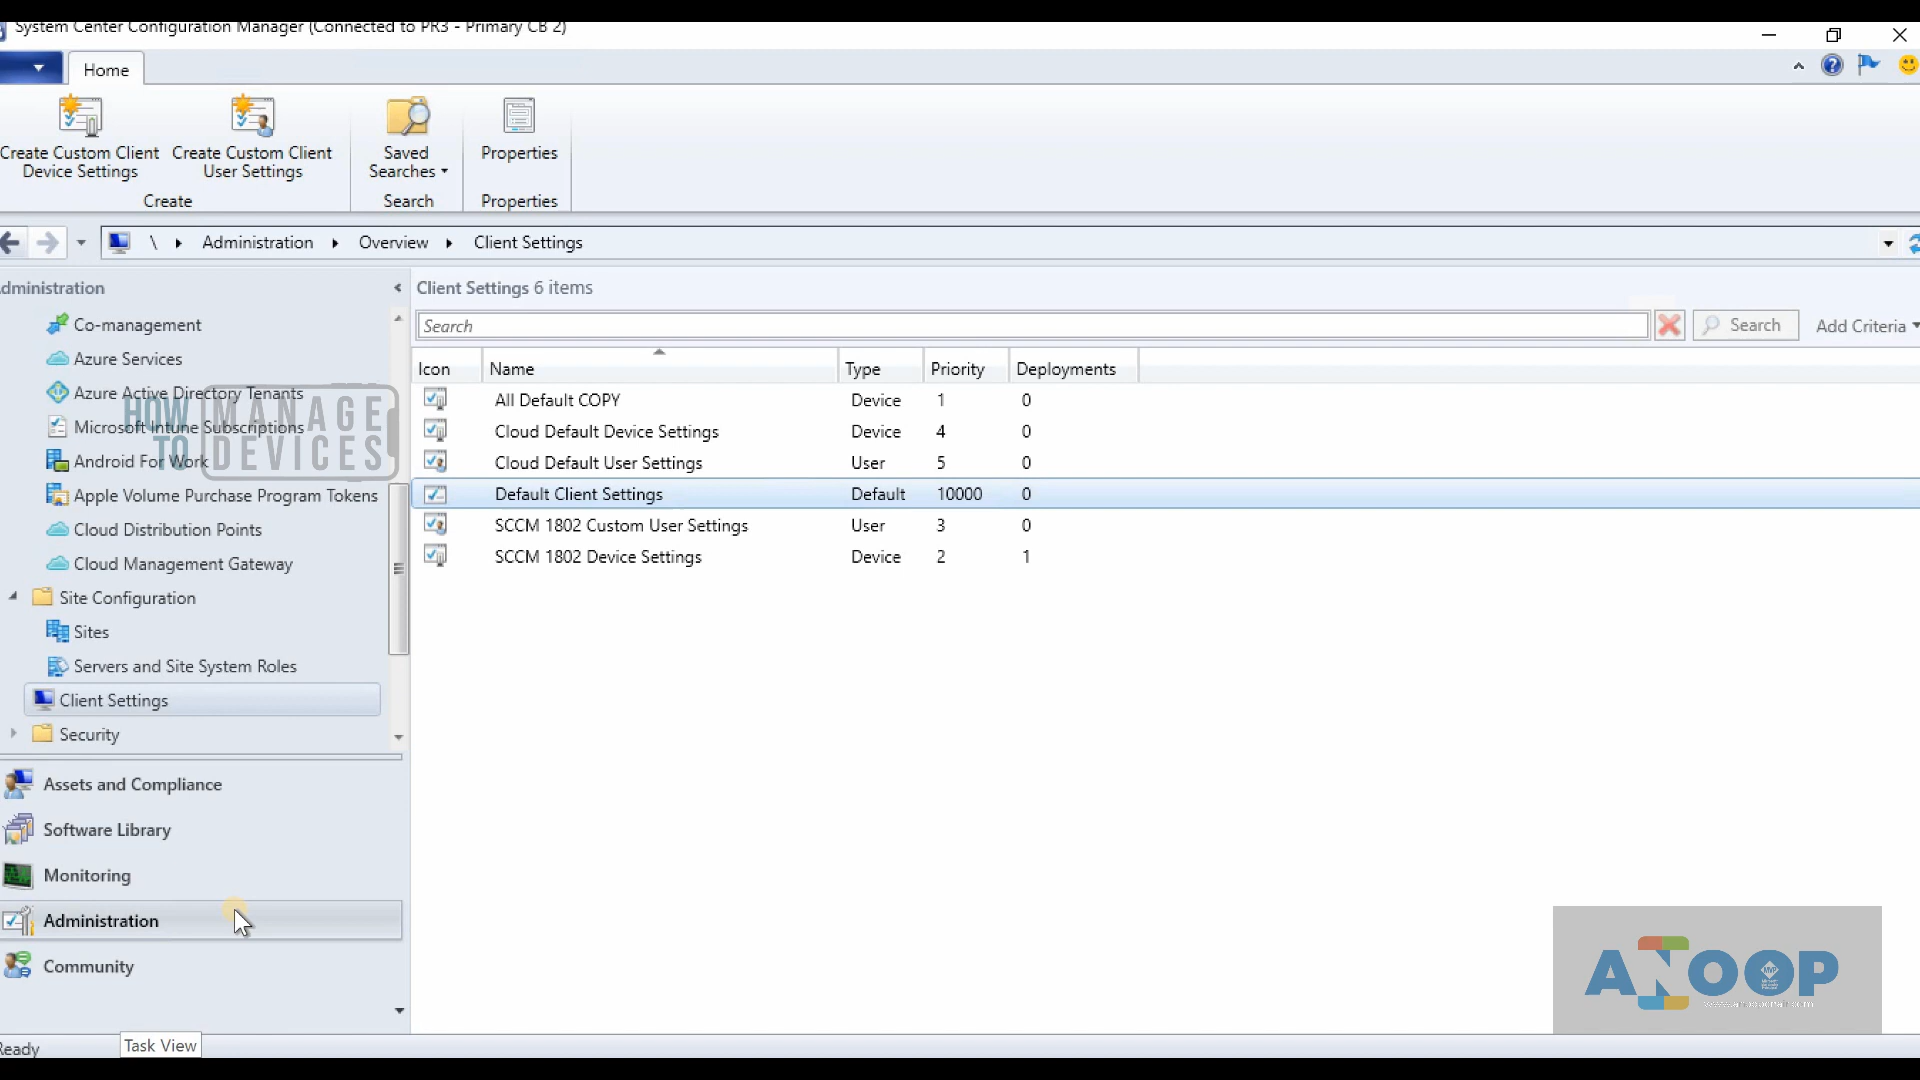 System Center Configuration Manager (Connected to PR3 - Primary CB 2)
Home
Create Custom Client Device Settings
Create Custom Client User Settings
Saved Searches
Properties
Create
Search
Properties
\ Administration Overview Client Settings
dministration
Client Settings 6 items
Search
Search
Add Criteria
Co-management
Azure Services
Azure Active Directory Tenants
Microsoft Intune Subscriptions
Android For Work
Apple Volume Purchase Program Tokens
Cloud Distribution Points
Cloud Management Gateway
Site Configuration
Sites
Servers and Site System Roles
Client Settings
Security
HOW TO MANAGE DEVICES
Icon Name Type Priority Deployments
All Default COPY Device 1 0
Cloud Default Device Settings Device 4 0
Cloud Default User Settings User 5 0
Default Client Settings Default 10000 0
SCCM 1802 Custom User Settings User 3 0
SCCM 1802 Device Settings Device 2 1
Assets and Compliance
Software Library
Monitoring
Administration
Community
Ready
Task View
ANOOP